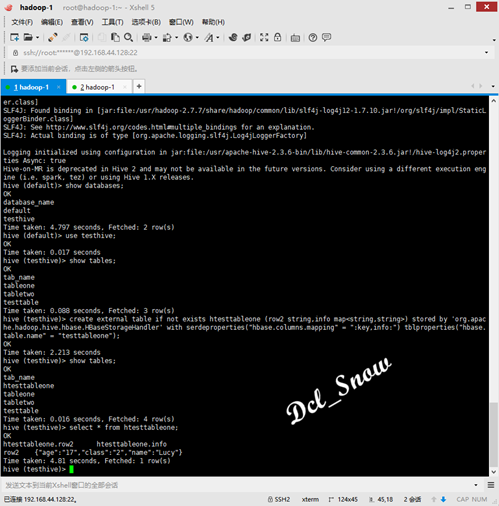 hadoop-1    root@hadoop-1:~ - Xshell 5
文件(F) 编辑(E) 查看(V) 工具(T) 选项卡(B) 窗口(W) 帮助(H)
ssh://root:******@192.168.44.128:22
要添加当前会话，点击左侧的箭头按钮。
1 hadoop-1 × 2 hadoop-1 × +
er.class]
SLF4J: Found binding in [jar:file:/usr/hadoop-2.7.7/share/hadoop/common/lib/slf4j-log4j12-1.7.10.jar!/org/slf4j/impl/StaticL
oggerBinder.class]
SLF4J: See http://www.slf4j.org/codes.html#multiple_bindings for an explanation.
SLF4J: Actual binding is of type [org.apache.logging.slf4j.Log4jLoggerFactory]
Logging initialized using configuration in jar:file:/usr/apache-hive-2.3.6-bin/lib/hive-common-2.3.6.jar!/hive-log4j2.proper
ties Async: true
Hive-on-MR is deprecated in Hive 2 and may not be available in the future versions. Consider using a different execution eng
ine (i.e. spark, tez) or using Hive 1.X releases.
hive (default)> show databases;
OK
database_name
default
testhive
Time taken: 4.797 seconds, Fetched: 2 row(s)
hive (default)> use testhive;
OK
Time taken: 0.017 seconds
hive (testhive)> show tables;
OK
tab_name
tableone
tabletwo
testtable
Time taken: 0.088 seconds, Fetched: 3 row(s)
hive (testhive)> create external table if not exists htesttableone (row2 string,info map<string,string>) stored by 'org.apac
he.hadoop.hive.hbase.HBaseStorageHandler' with serdeproperties("hbase.columns.mapping" = ":key,info:") tblproperties("hbase.
table.name" = "testtableone");
OK
Time taken: 2.213 seconds
hive (testhive)> show tables;
OK
tab_name
htesttableone
tableone
tabletwo
testtable
Time taken: 0.016 seconds, Fetched: 4 row(s)
hive (testhive)> select * from htesttableone;
OK
htesttableone.row2    htesttableone.info
row2    {"age":"17","class":"2","name":"Lucy"}
Time taken: 4.81 seconds, Fetched: 1 row(s)
hive (testhive)>
Dcl_Snow
发送文本到当前Xshell窗口的全部会话
已连接 192.168.44.128:22。 SSH2 xterm 124x45 45,18 2 会话 CAP NUM